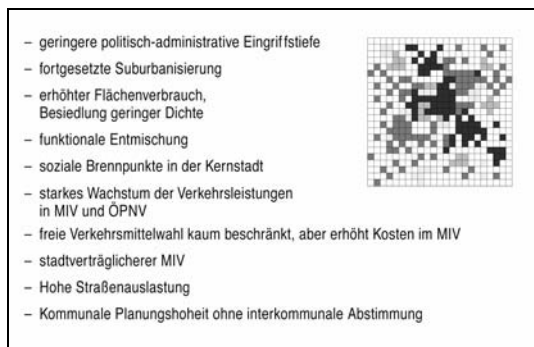 – geringere politisch-administrative Eingriffstiefe
– fortgesetzte Suburbanisierung
– erhöhter Flächenverbrauch,
Besiedlung geringer Dichte
– funktionale Entmischung
– soziale Brennpunkte in der Kernstadt
– starkes Wachstum der Verkehrsleistungen
in MIV und ÖPNV
– freie Verkehrsmittelwahl kaum beschränkt, aber erhöht Kosten im MIV
– stadtverträglicherer MIV
– Hohe Straßenauslastung
– Kommunale Planungshoheit ohne interkommunale Abstimmung